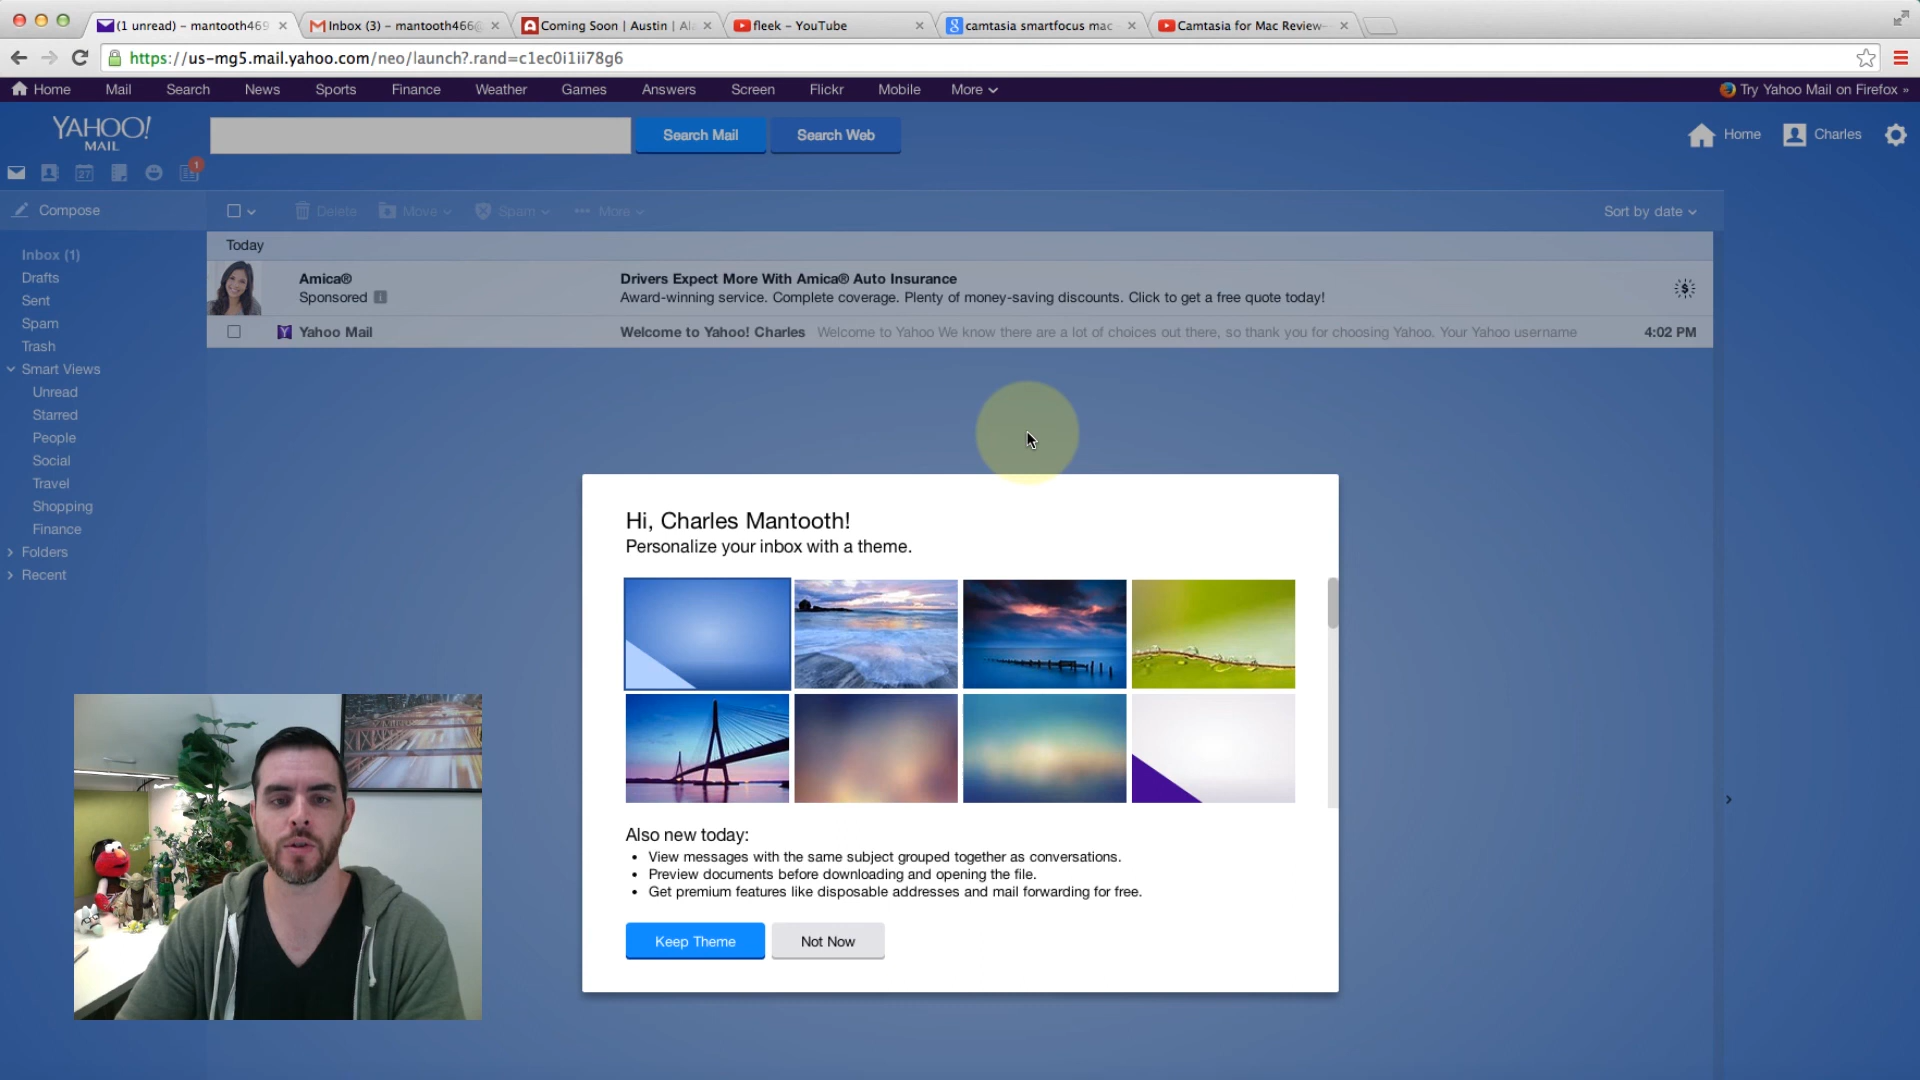 (1 unread) - mantooth469
Inbox (3) - mantooth466@
Coming Soon | Austin | Ala
fleek - YouTube
camtasia smartfocus mac
Camtasia for Mac Review-
https://us-mg5.mail.yahoo.com/neo/launch?.rand=c1ec0i1ii78g6
Home Mail Search News Sports Finance Weather Games Answers Screen Flickr Mobile More Try Yahoo Mail on Firefox »
YAHOO!
MAIL
Search Mail Search Web Home Charles
27 1
Compose Delete Move Spam More Sort by date
Today
Inbox (1)
Drafts
Sent
Spam
Trash
Smart Views
Unread
Starred
People
Social
Travel
Shopping
Finance
Folders
Recent
Amica® Drivers Expect More With Amica® Auto Insurance
Sponsored i Award-winning service. Complete coverage. Plenty of money-saving discounts. Click to get a free quote today! $
Y Yahoo Mail Welcome to Yahoo! Charles Welcome to Yahoo We know there are a lot of choices out there, so thank you for choosing Yahoo. Your Yahoo username 4:02 PM
Hi, Charles Mantooth!
Personalize your inbox with a theme.
Also new today:
• View messages with the same subject grouped together as conversations.
• Preview documents before downloading and opening the file.
• Get premium features like disposable addresses and mail forwarding for free.
Keep Theme Not Now